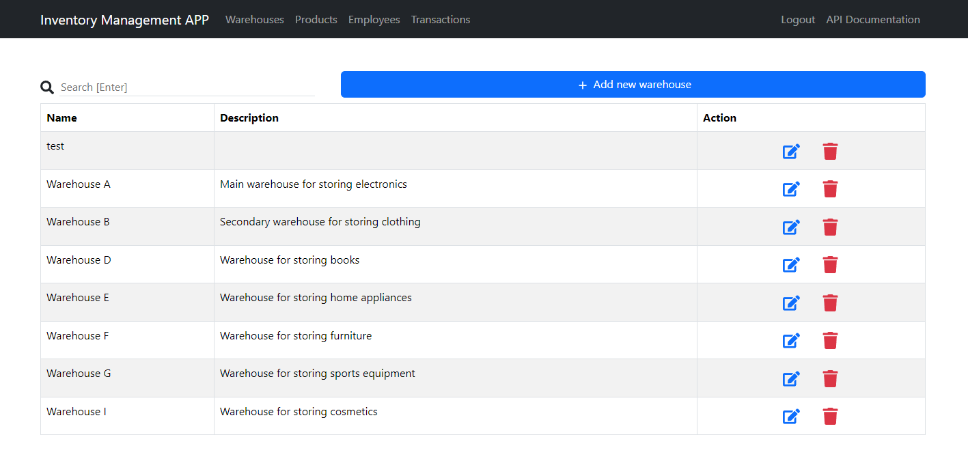 Inventory Management APP Warehouses Products Employees Transactions Logout API Documentation
Search [Enter] + Add new warehouse
Name Description Action
test
Warehouse A Main warehouse for storing electronics
Warehouse B Secondary warehouse for storing clothing
Warehouse D Warehouse for storing books
Warehouse E Warehouse for storing home appliances
Warehouse F Warehouse for storing furniture
Warehouse G Warehouse for storing sports equipment
Warehouse I Warehouse for storing cosmetics